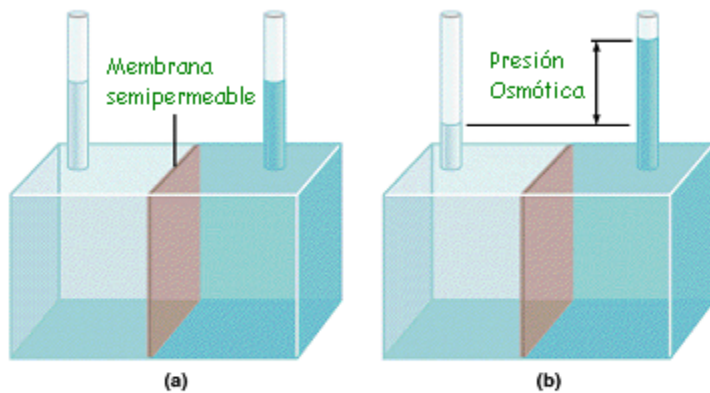 Membrana
semipermeable
Presión
Osmótica
(a)
(b)